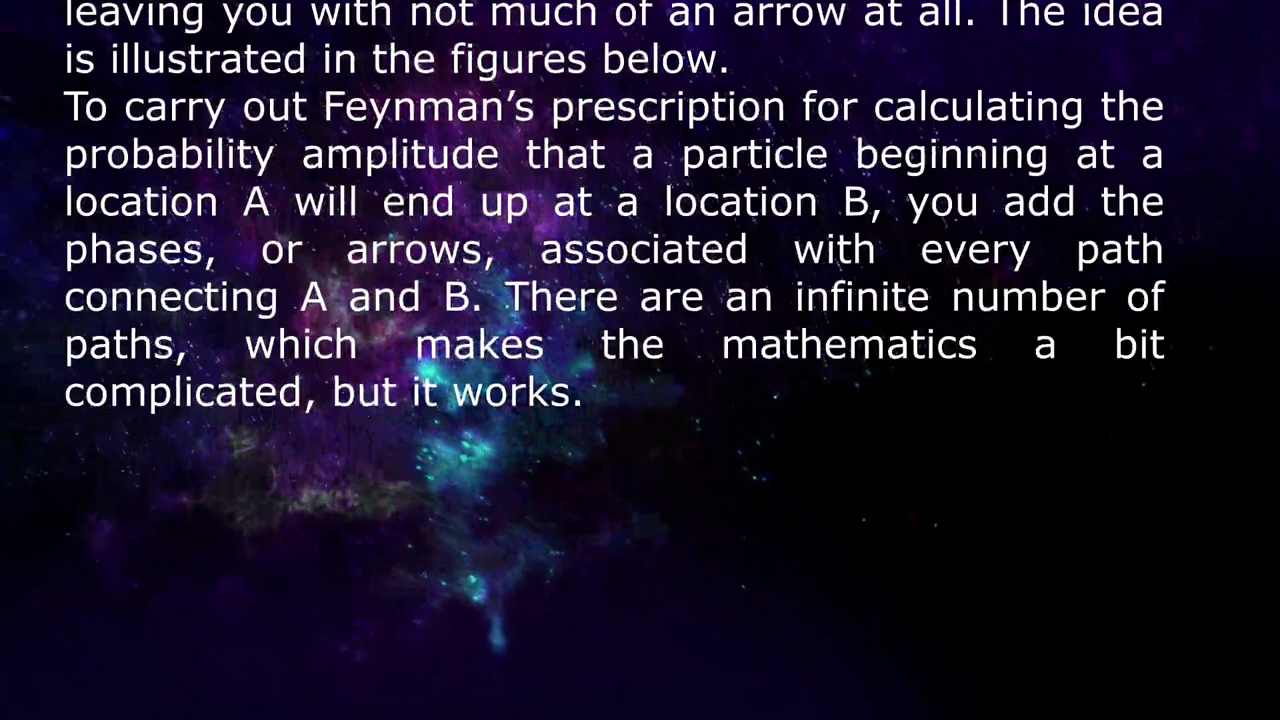 leaving you with not much of an arrow at all. The idea
is illustrated in the figures below.
To carry out Feynman’s prescription for calculating the
probability amplitude that a particle beginning at a
location A will end up at a location B, you add the
phases, or arrows, associated with every path
connecting A and B. There are an infinite number of
paths, which makes the mathematics a bit
complicated, but it works.